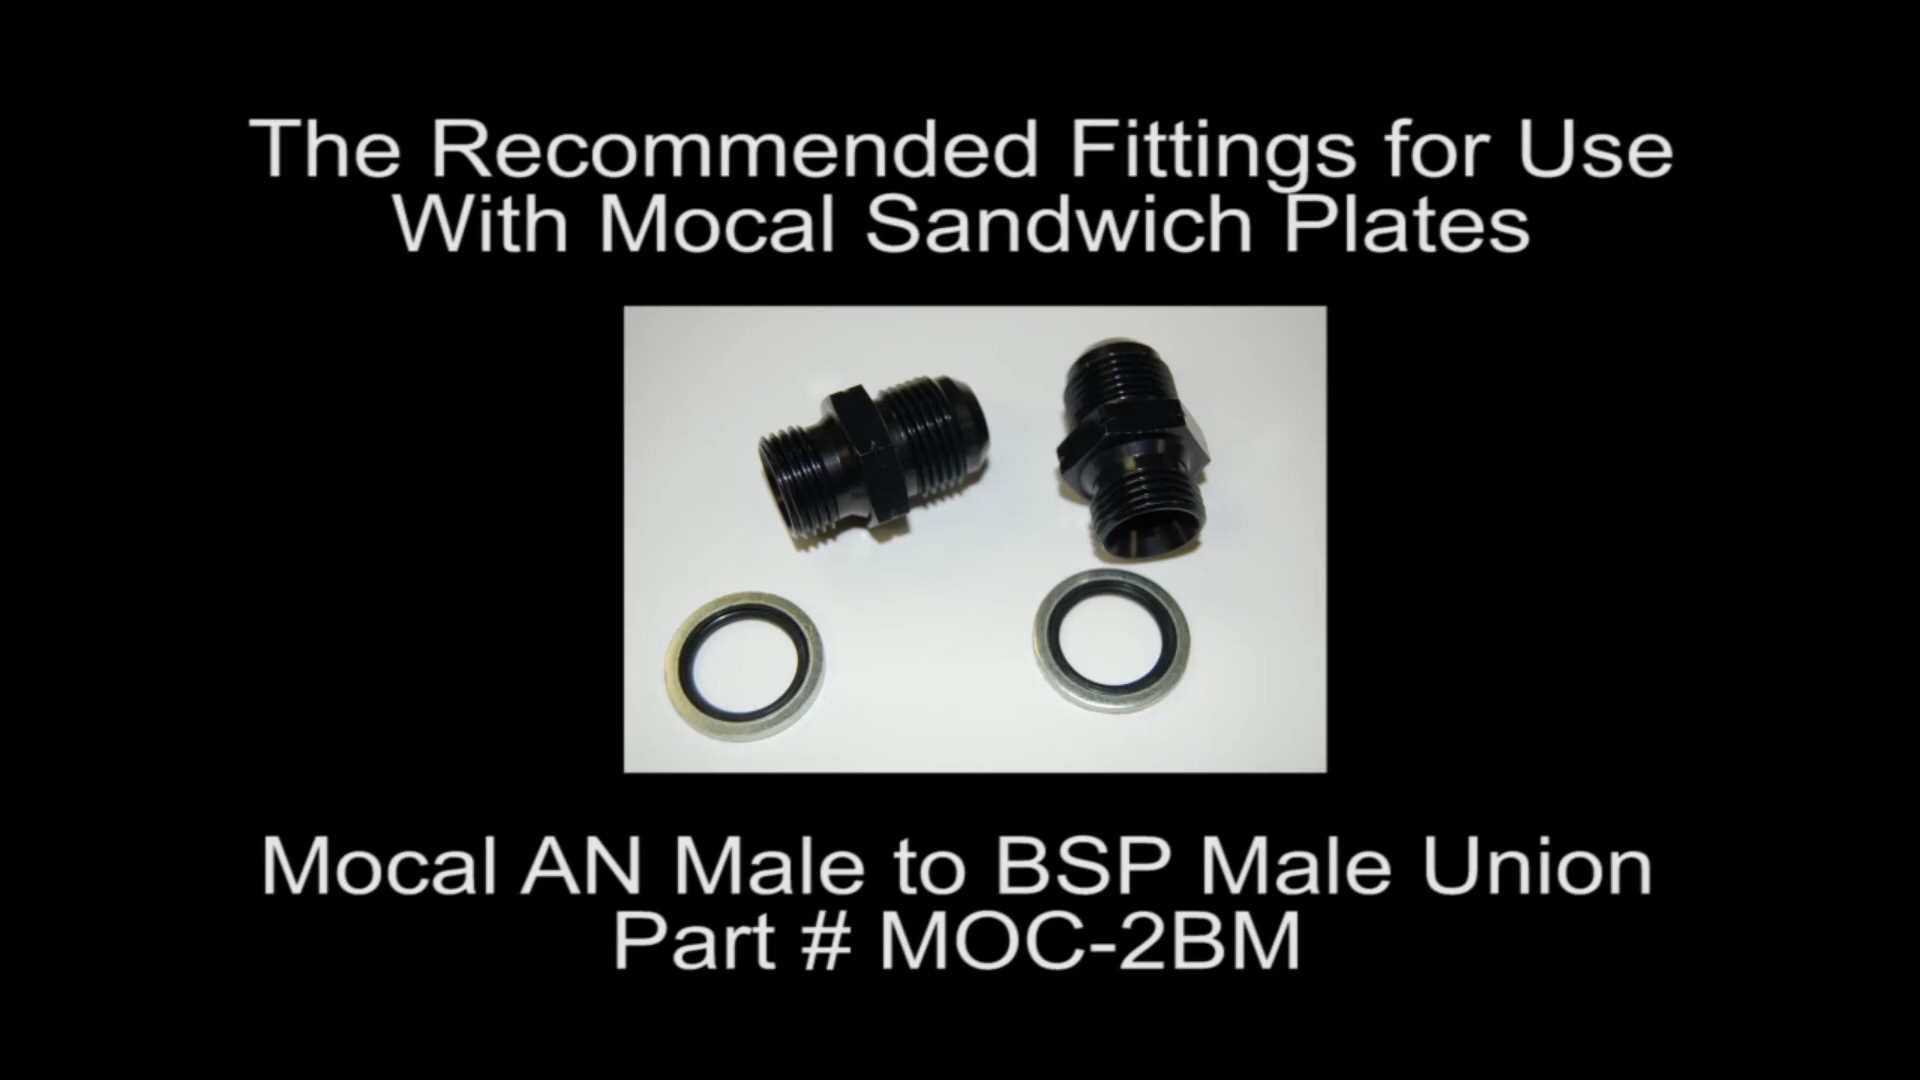 The Recommended Fittings for Use
With Mocal Sandwich Plates
Mocal AN Male to BSP Male Union
Part # MOC-2BM